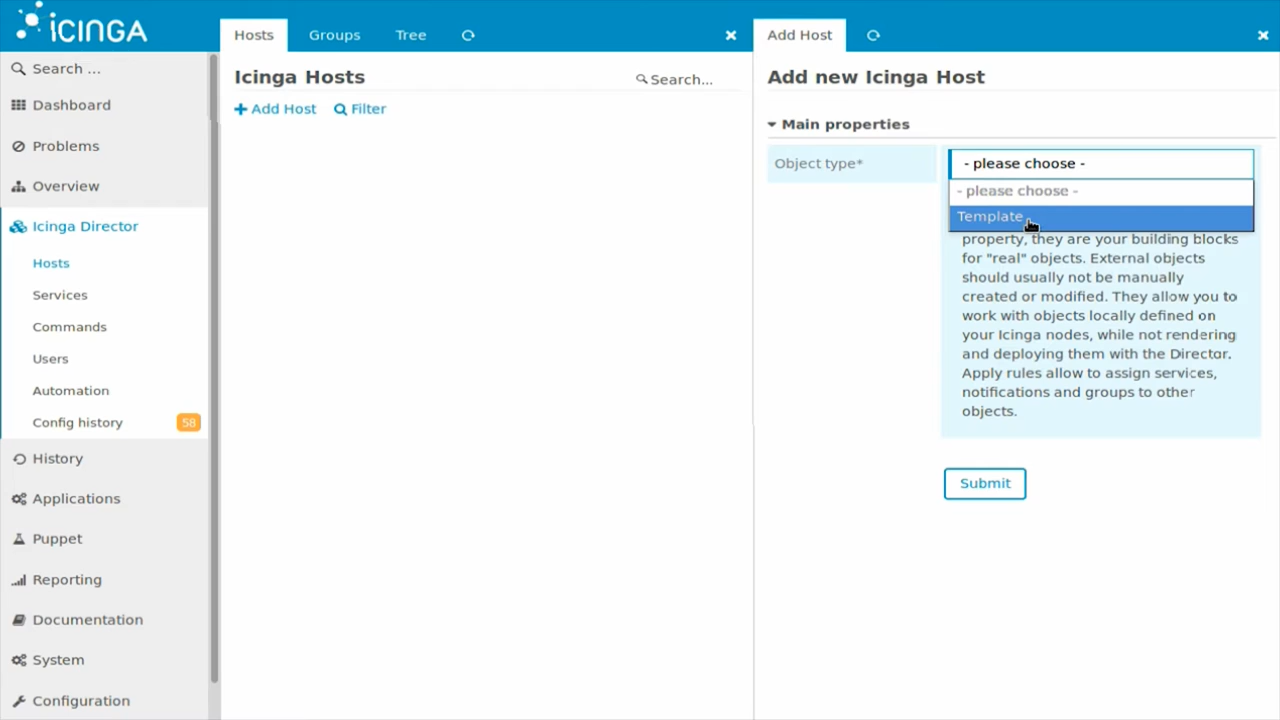 iCINGA
Search ...
Dashboard
Problems
Overview
Icinga Director
Hosts
Services
Commands
Users
Automation
Config history 58
History
Applications
Puppet
Reporting
Documentation
System
Configuration
Hosts Groups Tree
Icinga Hosts
Search...
Add Host Filter
Add Host
Add new Icinga Host
Main properties
Object type*
- please choose -
- please choose -
Template
property, they are your building blocks
for "real" objects. External objects
should usually not be manually
created or modified. They allow you to
work with objects locally defined on
your Icinga nodes, while not rendering
and deploying them with the Director.
Apply rules allow to assign services,
notifications and groups to other
objects.
Submit